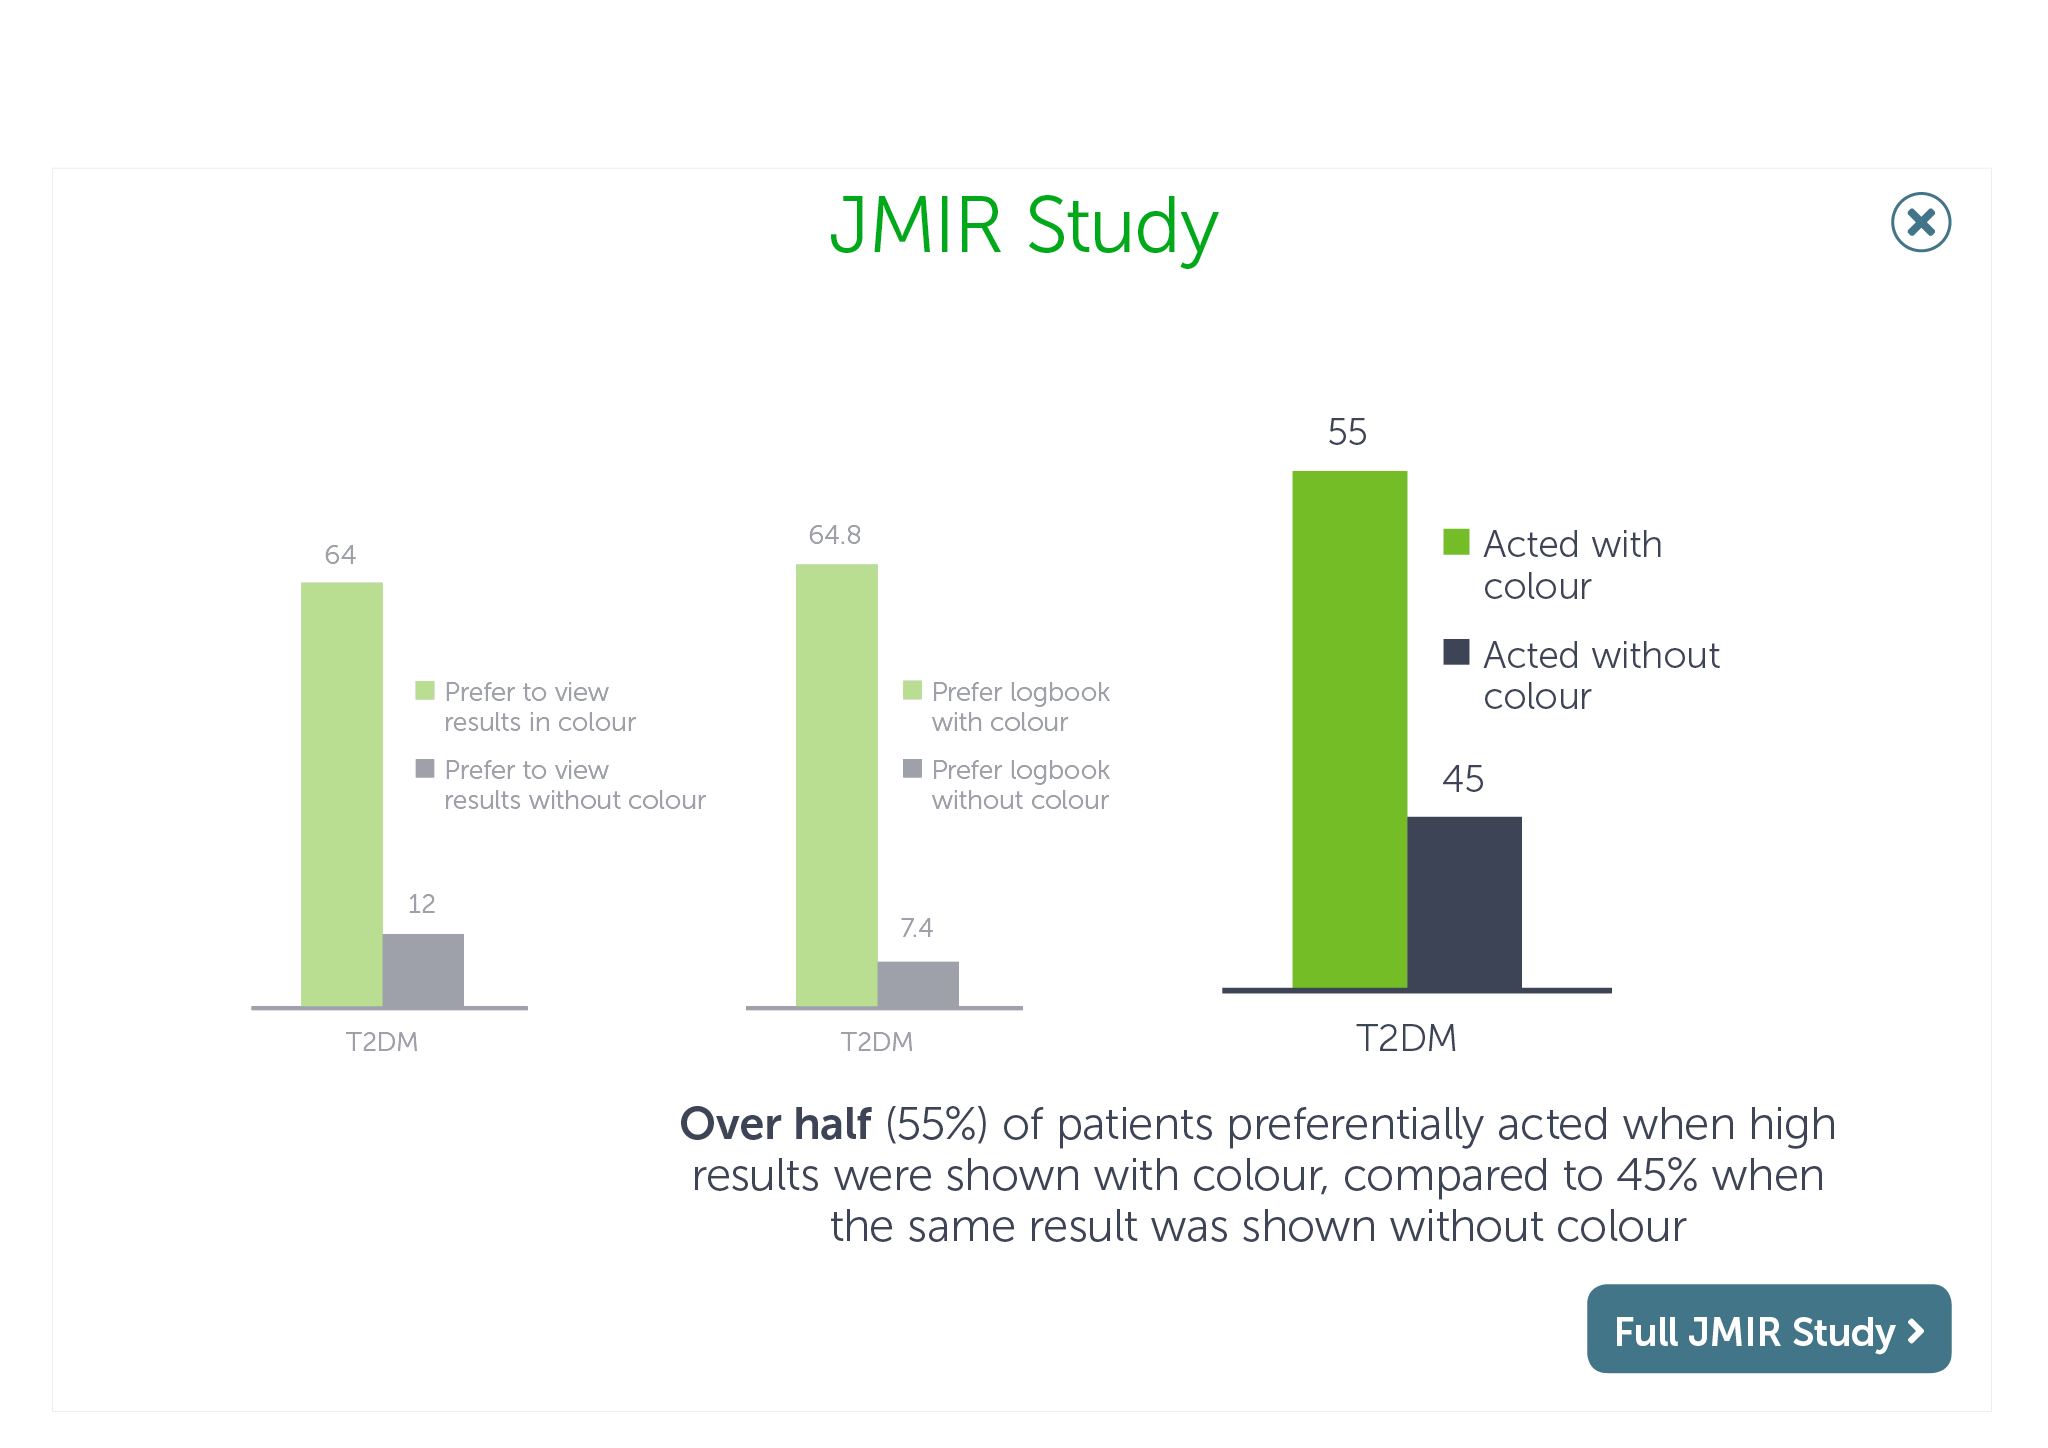 JMIR Study
64
12
Prefer to view
results in colour
Prefer to view
results without colour
T2DM
64.8
7.4
Prefer logbook
with colour
Prefer logbook
without colour
T2DM
55
45
Acted with
colour
Acted without
colour
T2DM
Over half (55%) of patients preferentially acted when high
results were shown with colour, compared to 45% when
the same result was shown without colour
Full JMIR Study